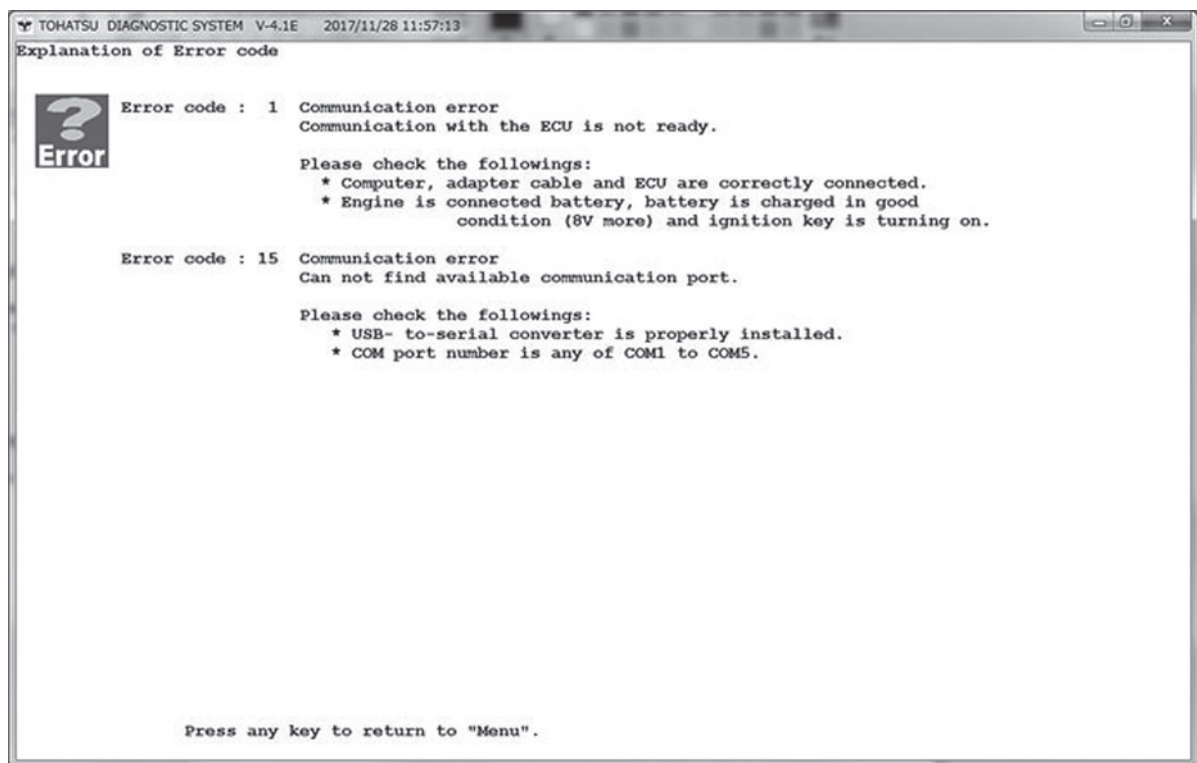 TOHATSU DIAGNOSTIC SYSTEM V-4.1E 2017/11/28 11:57:13
Explanation of Error code
Error code : 1 Communication error
Communication with the ECU is not ready.
Error
Please check the followings:
* Computer, adapter cable and ECU are correctly connected.
* Engine is connected battery, battery is charged in good
condition (8V more) and ignition key is turning on.
Error code : 15 Communication error
Can not find available communication port.
Please check the followings:
* USB- to-serial converter is properly installed.
* COM port number is any of COM1 to COM5.
Press any key to return to "Menu".